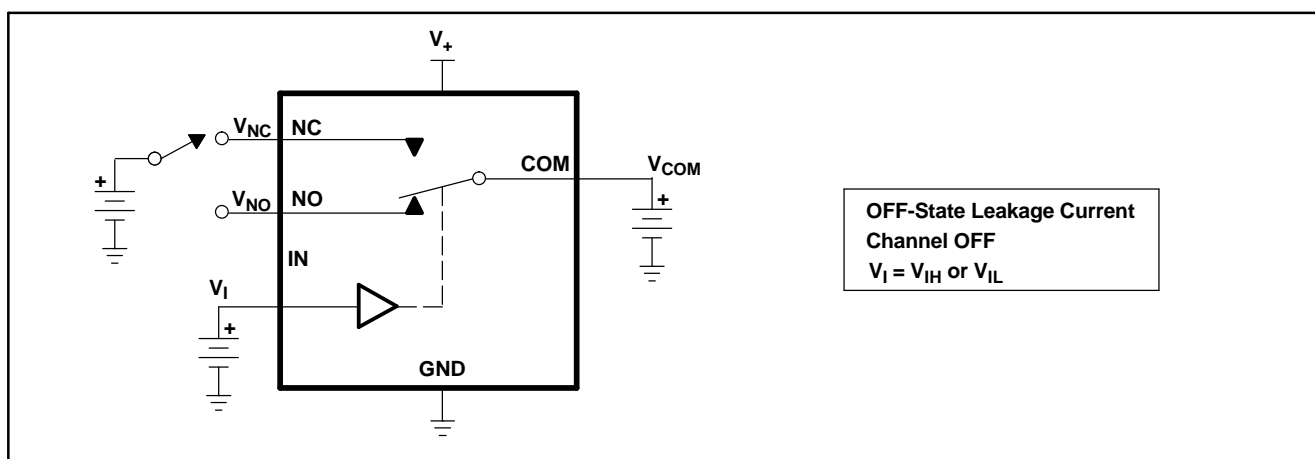 V+
VNC NC
+
COM VCOM
VNO NO
+
IN
VI
+
GND
OFF-State Leakage Current
Channel OFF
VI = VIH or VIL